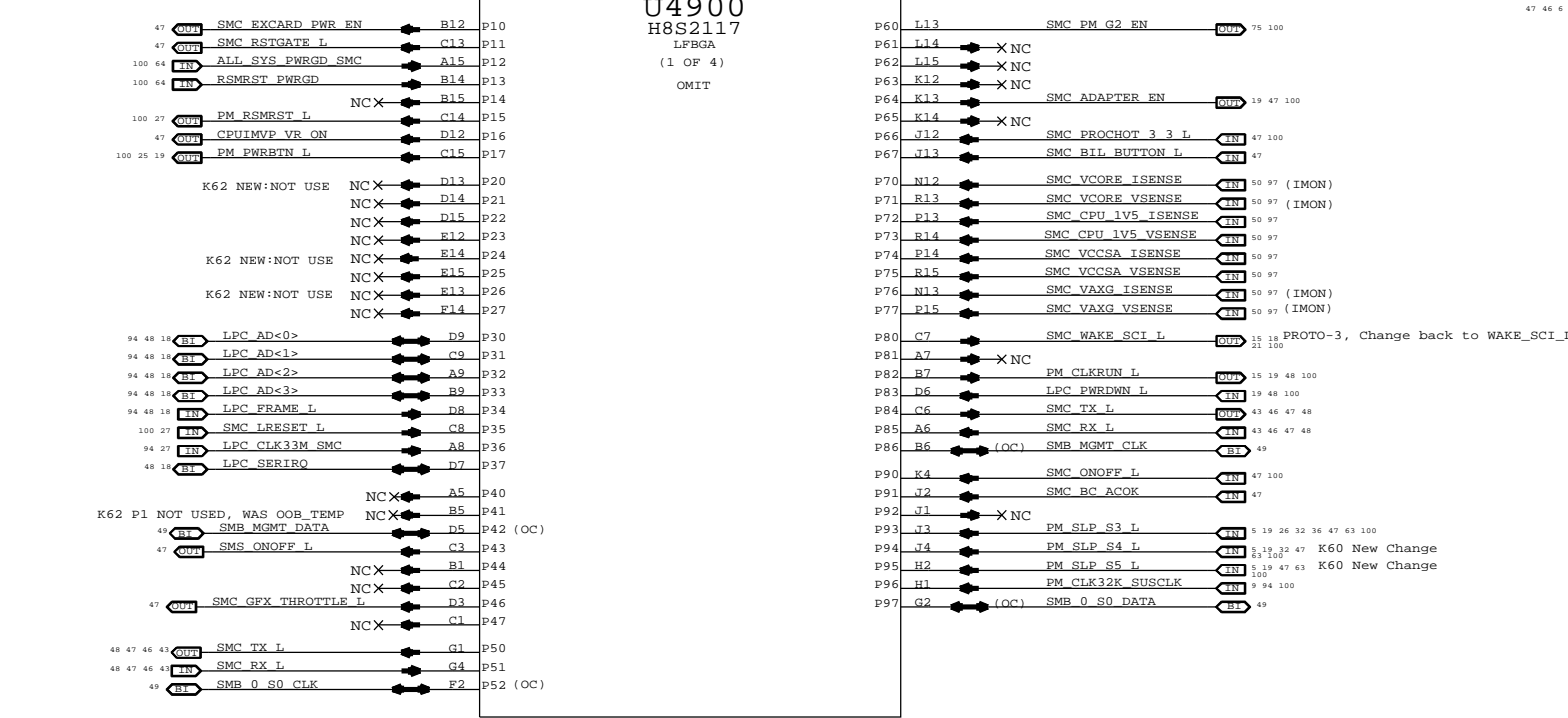 U4900
H8S2117
LFBGA
(1 OF 4)
OMIT
47 46 6
47 OUT SMC_EXCARD_PWR_EN B12 P10
47 OUT SMC_RSTGATE_L C13 P11
100 64 IN ALL_SYS_PWRGD_SMC A15 P12
100 64 IN RSMRST_PWRGD B14 P13
NC B15 P14
100 27 OUT PM_RSMRST_L C14 P15
47 OUT CPUIMVP_VR_ON D12 P16
100 25 19 OUT PM_PWRBTN_L C15 P17
K62 NEW:NOT USE NC D13 P20
NC D14 P21
NC D15 P22
NC E12 P23
K62 NEW:NOT USE NC E14 P24
NC E15 P25
K62 NEW:NOT USE NC E13 P26
NC F14 P27
94 48 18 BI LPC_AD<0> D9 P30
94 48 18 BI LPC_AD<1> C9 P31
94 48 18 BI LPC_AD<2> A9 P32
94 48 18 BI LPC_AD<3> B9 P33
94 48 18 IN LPC_FRAME_L D8 P34
100 27 IN SMC_LRESET_L C8 P35
94 27 IN LPC_CLK33M_SMC A8 P36
48 18 BI LPC_SERIRQ D7 P37
NC A5 P40
K62 P1 NOT USED, WAS OOB_TEMP NC B5 P41
49 BI SMB_MGMT_DATA D5 P42 (OC)
47 OUT SMS_ONOFF_L C3 P43
NC B1 P44
NC C2 P45
47 OUT SMC_GFX_THROTTLE_L D3 P46
NC C1 P47
48 47 46 43 OUT SMC_TX_L G1 P50
48 47 46 43 IN SMC_RX_L G4 P51
49 BI SMB_0_S0_CLK F2 P52 (OC)
P60 L13 SMC_PM_G2_EN OUT 75 100
P61 L14 NC
P62 L15 NC
P63 K12 NC
P64 K13 SMC_ADAPTER_EN OUT 19 47 100
P65 K14 NC
P66 J12 SMC_PROCHOT_3_3_L IN 47 100
P67 J13 SMC_BIL_BUTTON_L IN 47
P70 N12 SMC_VCORE_ISENSE IN 50 97 (IMON)
P71 R13 SMC_VCORE_VSENSE IN 50 97 (IMON)
P72 P13 SMC_CPU_1V5_ISENSE IN 50 97
P73 R14 SMC_CPU_1V5_VSENSE IN 50 97
P74 P14 SMC_VCCSA_ISENSE IN 50 97
P75 R15 SMC_VCCSA_VSENSE IN 50 97
P76 N13 SMC_VAXG_ISENSE IN 50 97 (IMON)
P77 P15 SMC_VAXG_VSENSE IN 50 97 (IMON)
P80 C7 SMC_WAKE_SCI_L OUT 15 18 21 100 PROTO-3, Change back to WAKE_SCI_L
P81 A7 NC
P82 B7 PM_CLKRUN_L OUT 15 19 48 100
P83 D6 LPC_PWRDWN_L IN 19 48 100
P84 C6 SMC_TX_L OUT 43 46 47 48
P85 A6 SMC_RX_L IN 43 46 47 48
P86 B6 (OC) SMB_MGMT_CLK BI 49
P90 K4 SMC_ONOFF_L IN 47 100
P91 J2 SMC_BC_ACOK IN 47
P92 J1 NC
P93 J3 PM_SLP_S3_L IN 5 19 26 32 36 47 63 100
P94 J4 PM_SLP_S4_L IN 5 19 32 47 63 100 K60 New Change
P95 H2 PM_SLP_S5_L IN 5 19 47 63 100 K60 New Change
P96 H1 PM_CLK32K_SUSCLK IN 9 94 100
P97 G2 (OC) SMB_0_S0_DATA BI 49